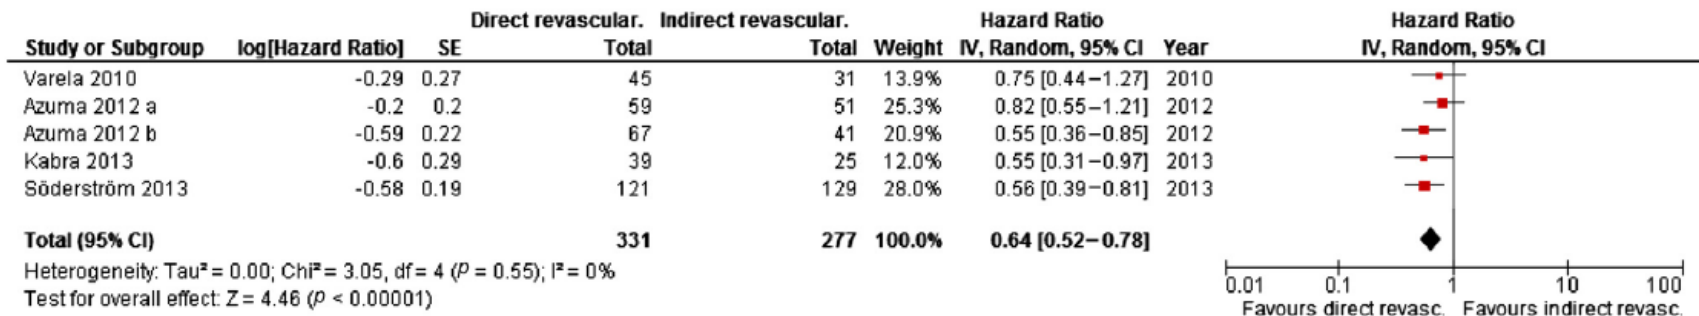 Direct revascular. Indirect revascular. Hazard Ratio Hazard Ratio
Study or Subgroup log[Hazard Ratio] SE Total Total Weight IV, Random, 95% CI Year IV, Random, 95% CI
Varela 2010 -0.29 0.27 45 31 13.9% 0.75 [0.44–1.27] 2010
Azuma 2012 a -0.2 0.2 59 51 25.3% 0.82 [0.55–1.21] 2012
Azuma 2012 b -0.59 0.22 67 41 20.9% 0.55 [0.36–0.85] 2012
Kabra 2013 -0.6 0.29 39 25 12.0% 0.55 [0.31–0.97] 2013
Söderström 2013 -0.58 0.19 121 129 28.0% 0.56 [0.39–0.81] 2013
Total (95% CI) 331 277 100.0% 0.64 [0.52–0.78]
Heterogeneity: Tau² = 0.00; Chi² = 3.05, df = 4 (P = 0.55); I² = 0%
Test for overall effect: Z = 4.46 (p < 0.00001)
0.01 0.1 1 10 100
Favours direct revasc. Favours indirect revasc.